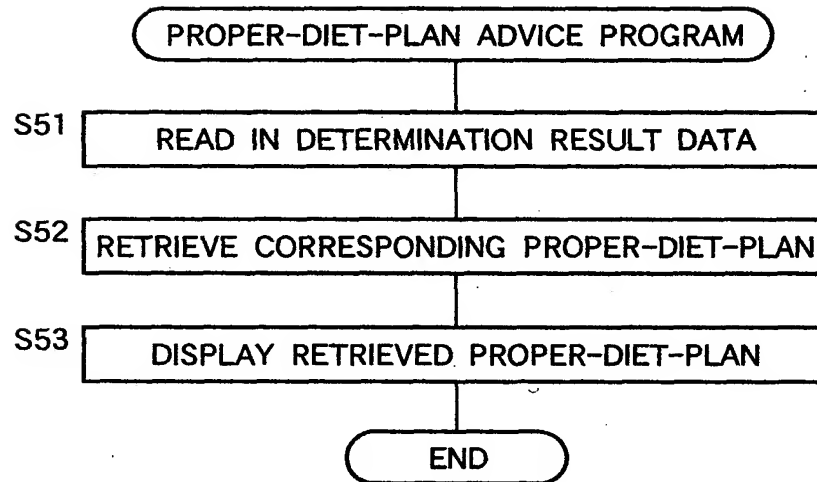 PROPER-DIET-PLAN ADVICE PROGRAM
S51 READ IN DETERMINATION RESULT DATA
S52 RETRIEVE CORRESPONDING PROPER-DIET-PLAN
S53 DISPLAY RETRIEVED PROPER-DIET-PLAN
END